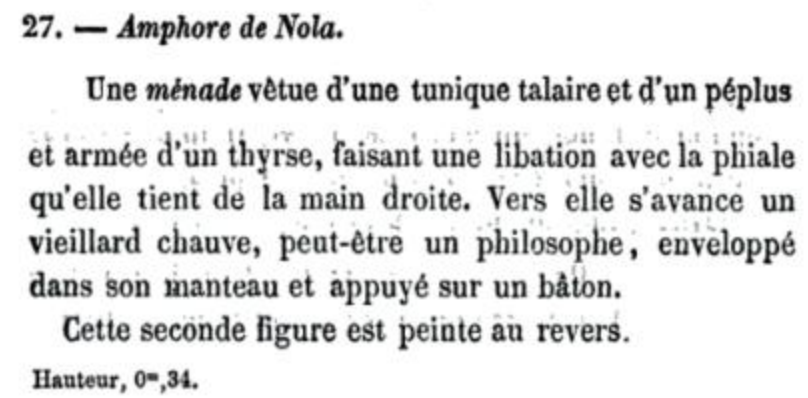 27. — Amphore de Nola.
Une ménade vêtue d'une tunique talaire et d'un péplus
et armée d'un thyrse, faisant une libation avec la phiale
qu'elle tient de la main droite. Vers elle s'avance un
vieillard chauve, peut-être un philosophe, enveloppé
dans son manteau et appuyé sur un bâton.
Cette seconde figure est peinte au revers.
Hauteur, 0ᵐ,34.